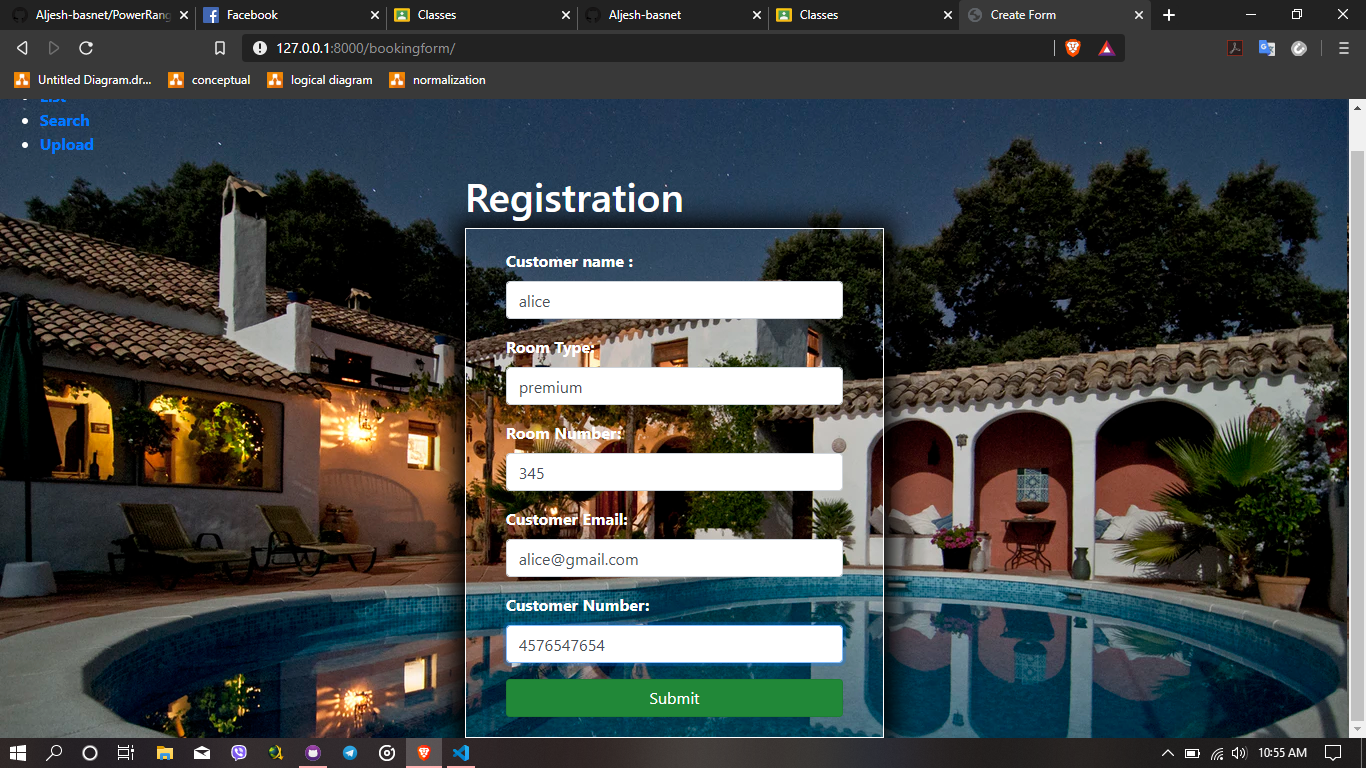 Aljesh-basnet/PowerRang
Facebook
Classes
Aljesh-basnet
Classes
Create Form
127.0.0.1:8000/bookingform/
Untitled Diagram.dr...
conceptual
logical diagram
normalization
List
Search
Upload
Registration
Customer name :
alice
Room Type:
premium
Room Number:
345
Customer Email:
alice@gmail.com
Customer Number:
4576547654
Submit
10:55 AM